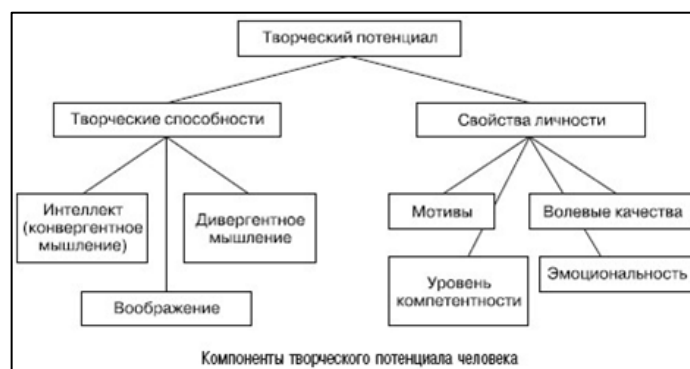 Творческий потенциал
Творческие способности
Свойства личности
Интеллект
(конвергентное
мышление)
Дивергентное
мышление
Воображение
Мотивы
Волевые качества
Уровень
компетентности
Эмоциональность
Компоненты творческого потенциала человека